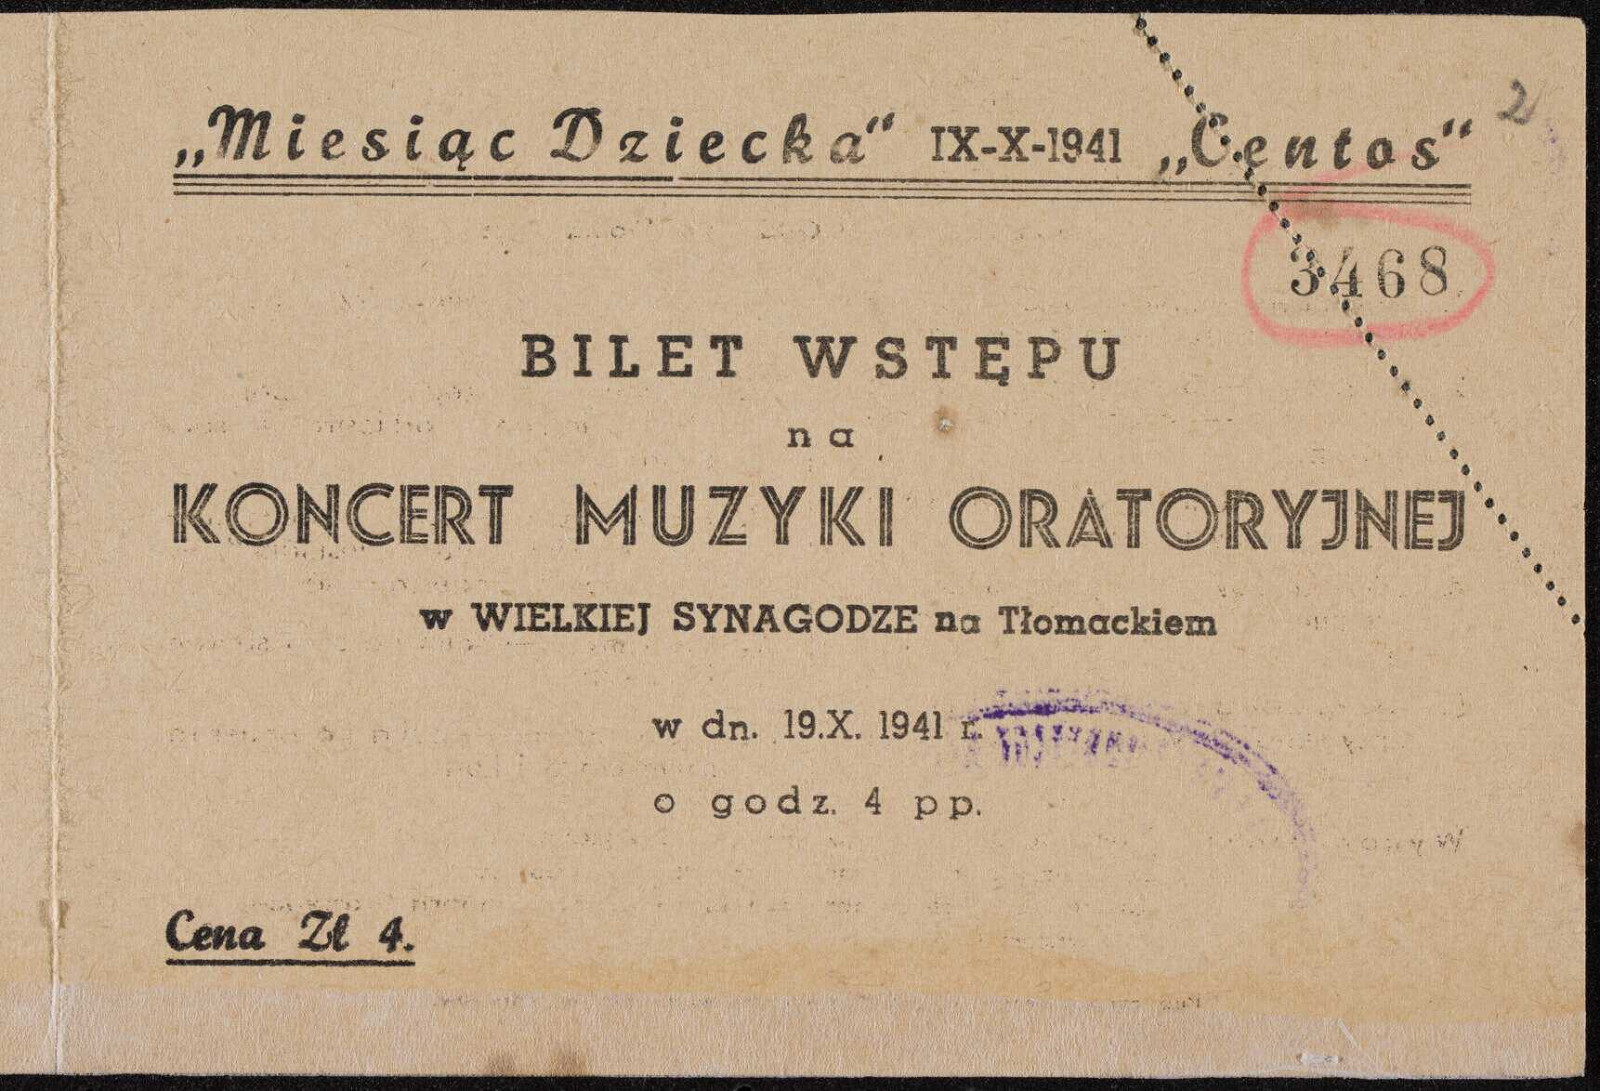 „Miesiąc Dziecka“ IX-X-1941 „Centos“
2
3468
BILET WSTĘPU
na
KONCERT MUZYKI ORATORYJNEJ
w WIELKIEJ SYNAGODZE na Tłomackiem
w dn. 19.X. 1941 r.
o godz. 4 pp.
Cena Zł 4.